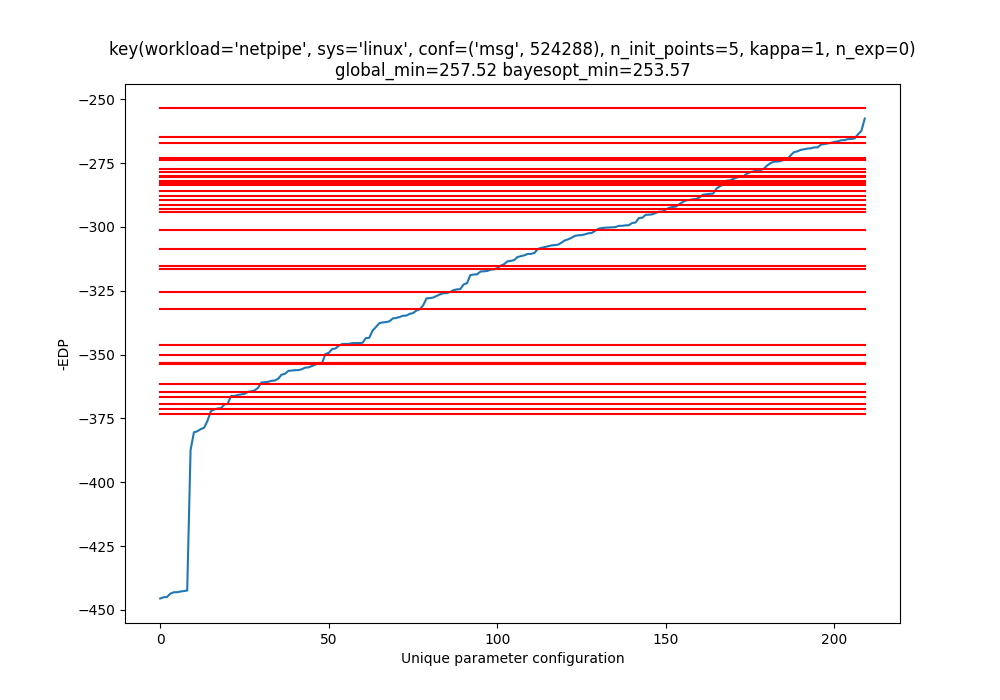 key(workload='netpipe', sys='linux', conf=('msg', 524288), n_init_points=5, kappa=1, n_exp=0)
global_min=257.52 bayesopt_min=253.57
−250
−275
−300
−325
−350
−375
−400
−425
−450
-EDP
0 50 100 150 200
Unique parameter configuration